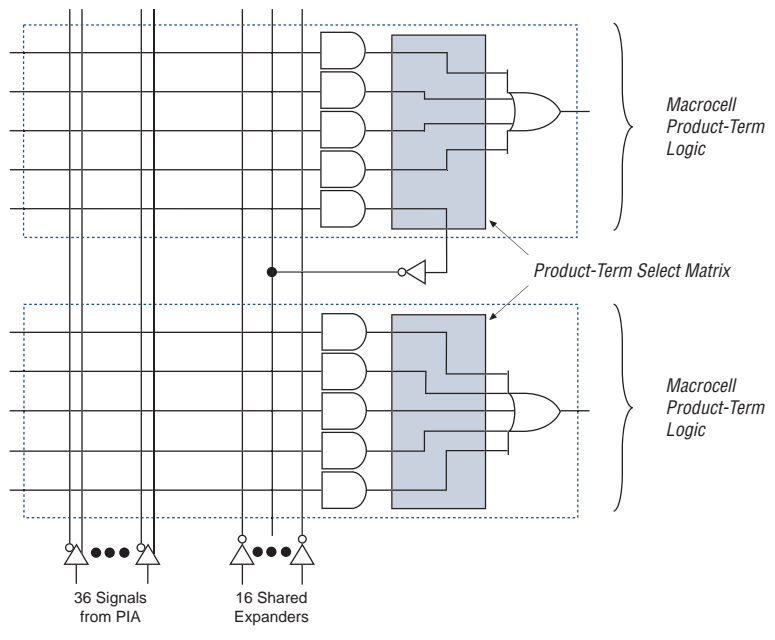 Macrocell
Product-Term
Logic
Product-Term Select Matrix
Macrocell
Product-Term
Logic
36 Signals
from PIA
16 Shared
Expanders